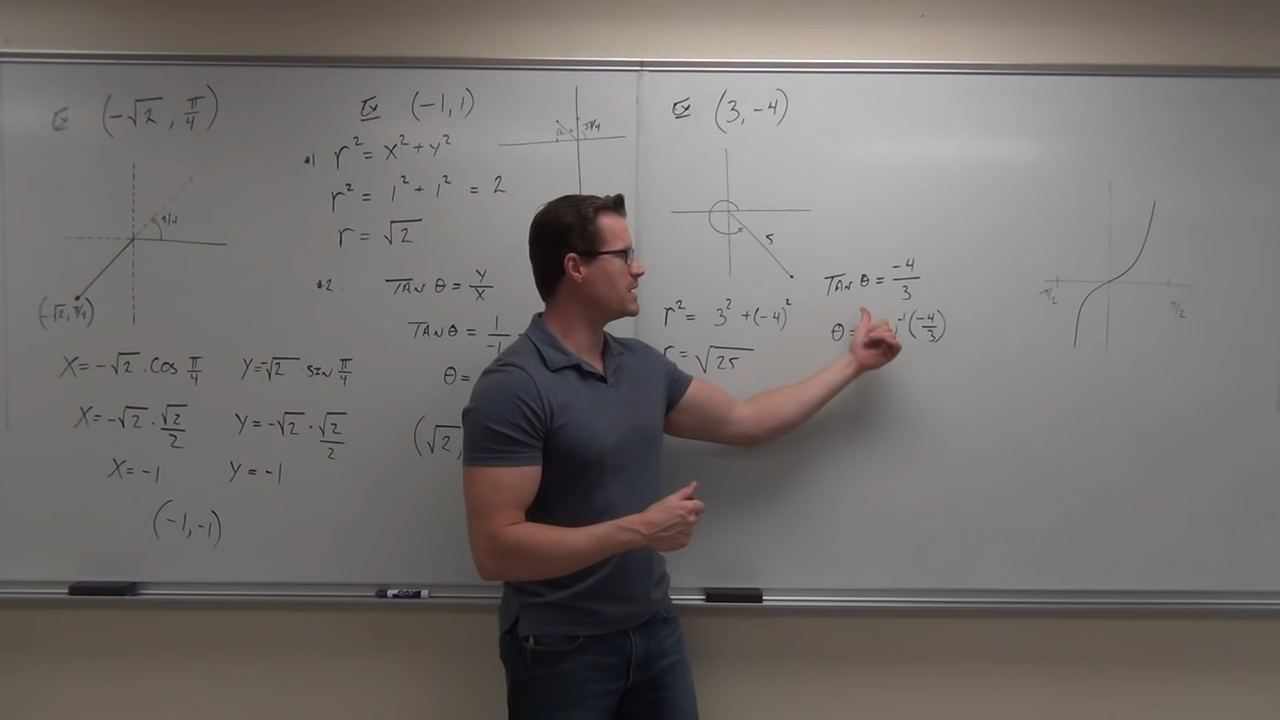 Ex (-√2, π/4)
π/4
(-√2, π/4)
X = -√2 · cos π/4
Y = -√2 · sin π/4
X = -√2 · √2/2
Y = -√2 · √2/2
X = -1
Y = -1
(-1, -1)
Ex (-1, 1)
√2
3π/4
#1 r² = x² + y²
r² = 1² + 1² = 2
r = √2
#2. TAN θ = Y/X
TAN θ = 1/-1
θ =
(√2,
Ex (3, -4)
5
r² = 3² + (-4)²
r = √25
TAN θ = -4/3
θ = ⁻¹(-4/3)
-π/2
π/2